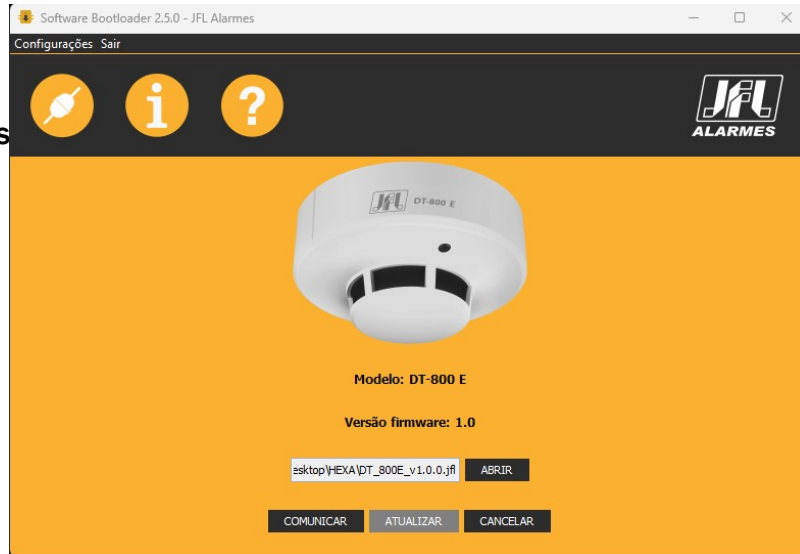 Software Bootloader 2.5.0 - JFL Alarmes
Configurações Sair
s
i ?
JFL
ALARMES
JFL DT-800 E
Modelo: DT-800 E
Versão firmware: 1.0
esktop\HEXA\DT_800E_v1.0.0.jfl ABRIR
COMUNICAR ATUALIZAR CANCELAR